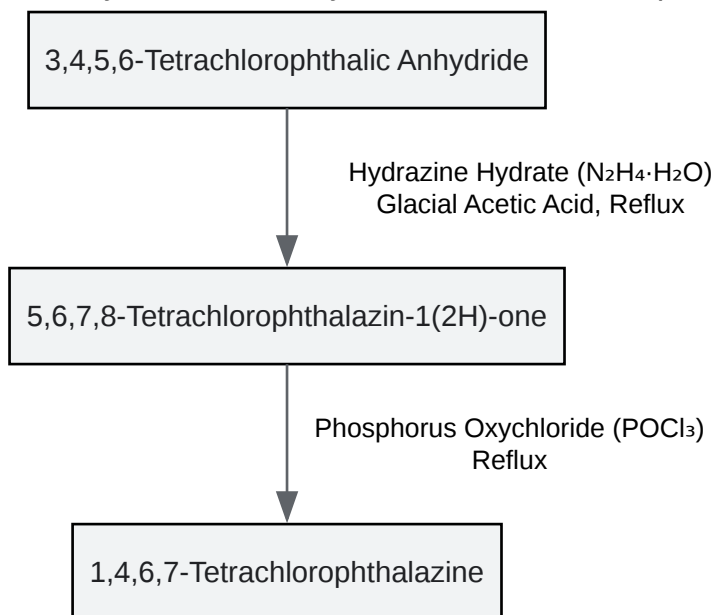 3,4,5,6-Tetrachlorophthalic Anhydride
Hydrazine Hydrate (N₂H₄·H₂O)
Glacial Acetic Acid, Reflux
5,6,7,8-Tetrachlorophthalazin-1(2H)-one
Phosphorus Oxychloride (POCl₃)
Reflux
1,4,6,7-Tetrachlorophthalazine